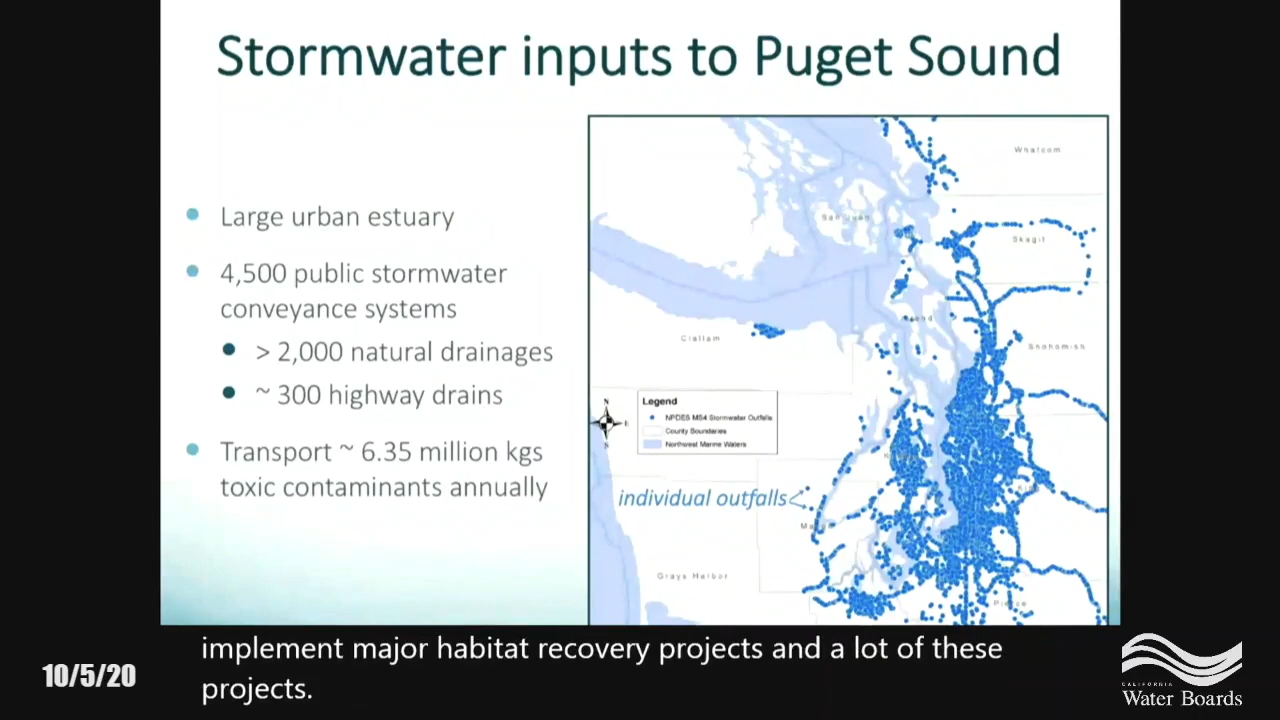 Stormwater inputs to Puget Sound
Large urban estuary
4,500 public stormwater
conveyance systems
> 2,000 natural drainages
~ 300 highway drains
Transport ~ 6.35 million kgs
toxic contaminants annually
Whatcom
San Juan
Skagit
Clallam
Snohomish
N
Legend
NPDES MS4 Stormwater Outfalls
County Boundaries
Northwest Marine Waters
E
S
individual outfalls
Grays Harbor
Pierce
implement major habitat recovery projects and a lot of these
projects.
10/5/20
CALIFORNIA
Water Boards